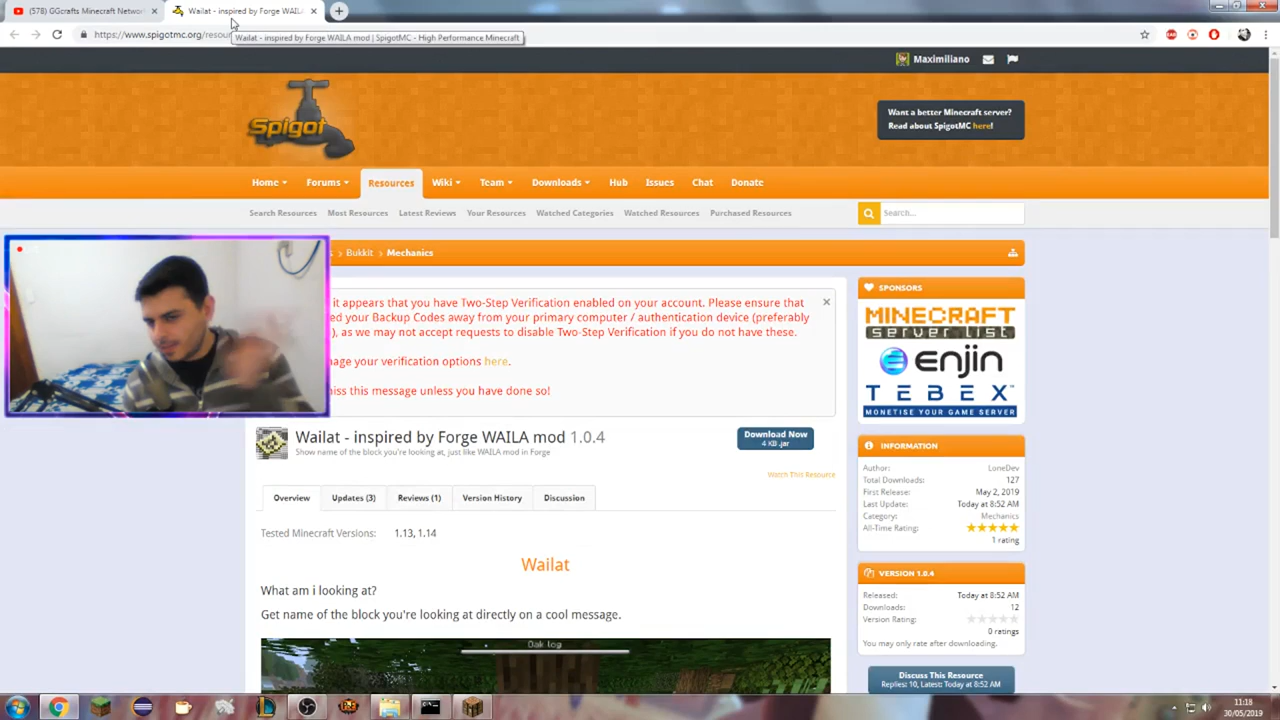 (578) GGcrafts Minecraft Networ
Wailat - inspired by Forge WAILA
https://www.spigotmc.org/resour
Wailat - inspired by Forge WAILA mod | SpigotMC - High Performance Minecraft
Maximiliano
Spigot
Want a better Minecraft server?
Read about SpigotMC here!
Home Forums Resources Wiki Team Downloads Hub Issues Chat Donate
Search Resources Most Resources Latest Reviews Your Resources Watched Categories Watched Resources Purchased Resources
Search...
Bukkit Mechanics
it appears that you have Two-Step Verification enabled on your account. Please ensure that
ed your Backup Codes away from your primary computer / authentication device (preferably
), as we may not accept requests to disable Two-Step Verification if you do not have these.
nage your verification options here.
niss this message unless you have done so!
SPONSORS
MINECRAFT
server list
enjin
TEBEX
MONETISE YOUR GAME SERVER
Wailat - inspired by Forge WAILA mod 1.0.4
Show name of the block you're looking at, just like WAILA mod in Forge
Download Now
4 KB .jar
Watch This Resource
Overview Updates (3) Reviews (1) Version History Discussion
Tested Minecraft Versions: 1.13, 1.14
Wailat
What am i looking at?
Get name of the block you're looking at directly on a cool message.
Oak log
INFORMATION
Author: LoneDev
Total Downloads: 127
First Release: May 2, 2019
Last Update: Today at 8:52 AM
Category: Mechanics
All-Time Rating:
1 rating
VERSION 1.0.4
Released: Today at 8:52 AM
Downloads: 12
Version Rating:
0 ratings
You may only rate after downloading.
Discuss This Resource
Replies: 10, Latest: Today at 8:52 AM
11:18
30/05/2019